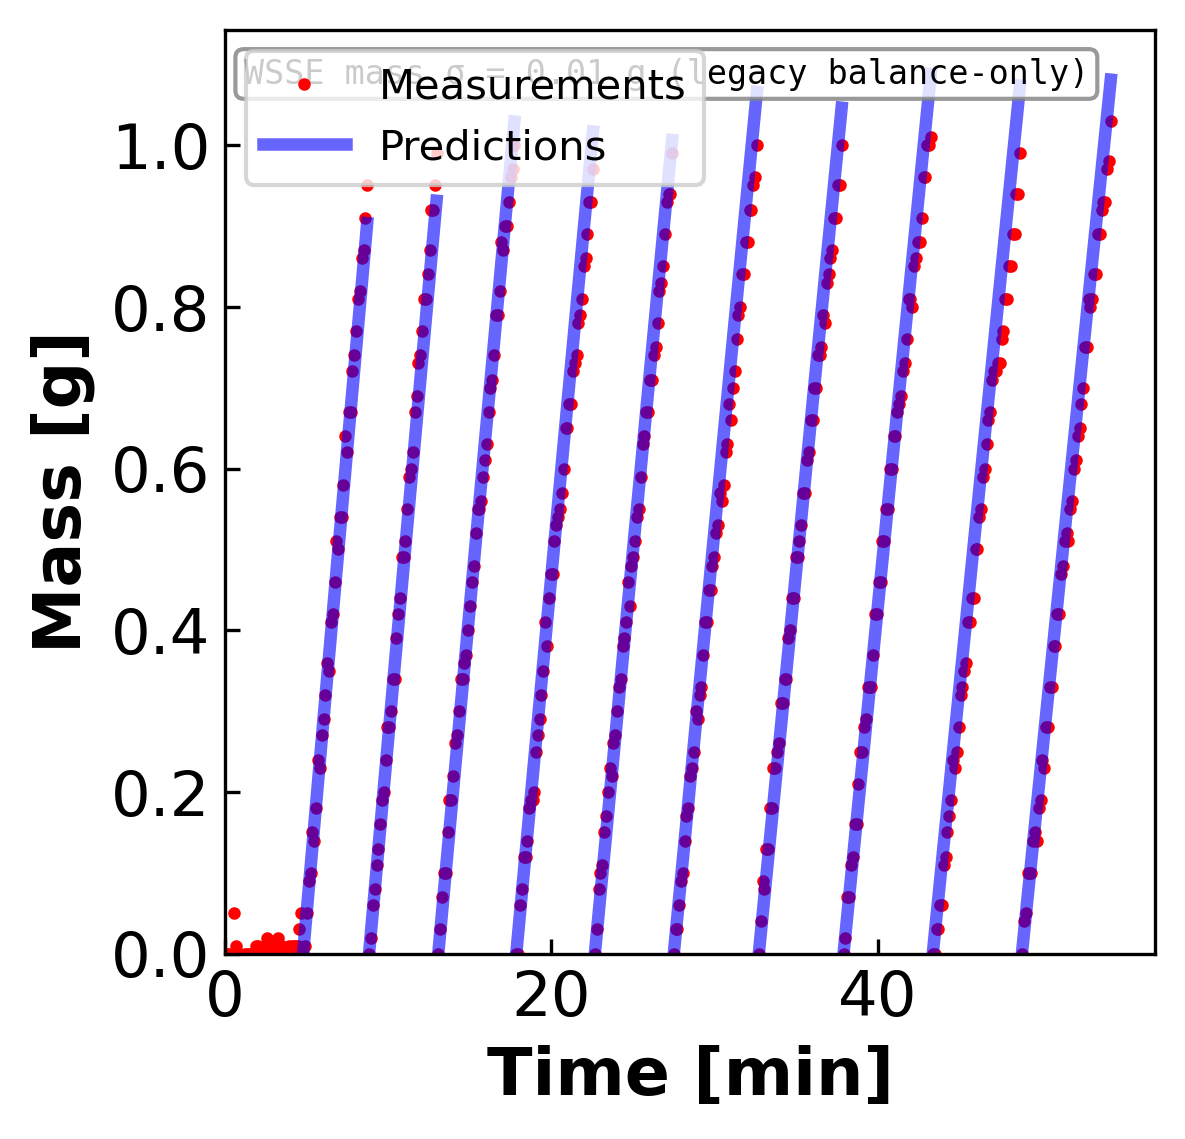 WSSE mass σ = 0.01 g (legacy balance-only)
Measurements
Predictions
Mass [g]
1.0
0.8
0.6
0.4
0.2
0.0
0
20
40
Time [min]